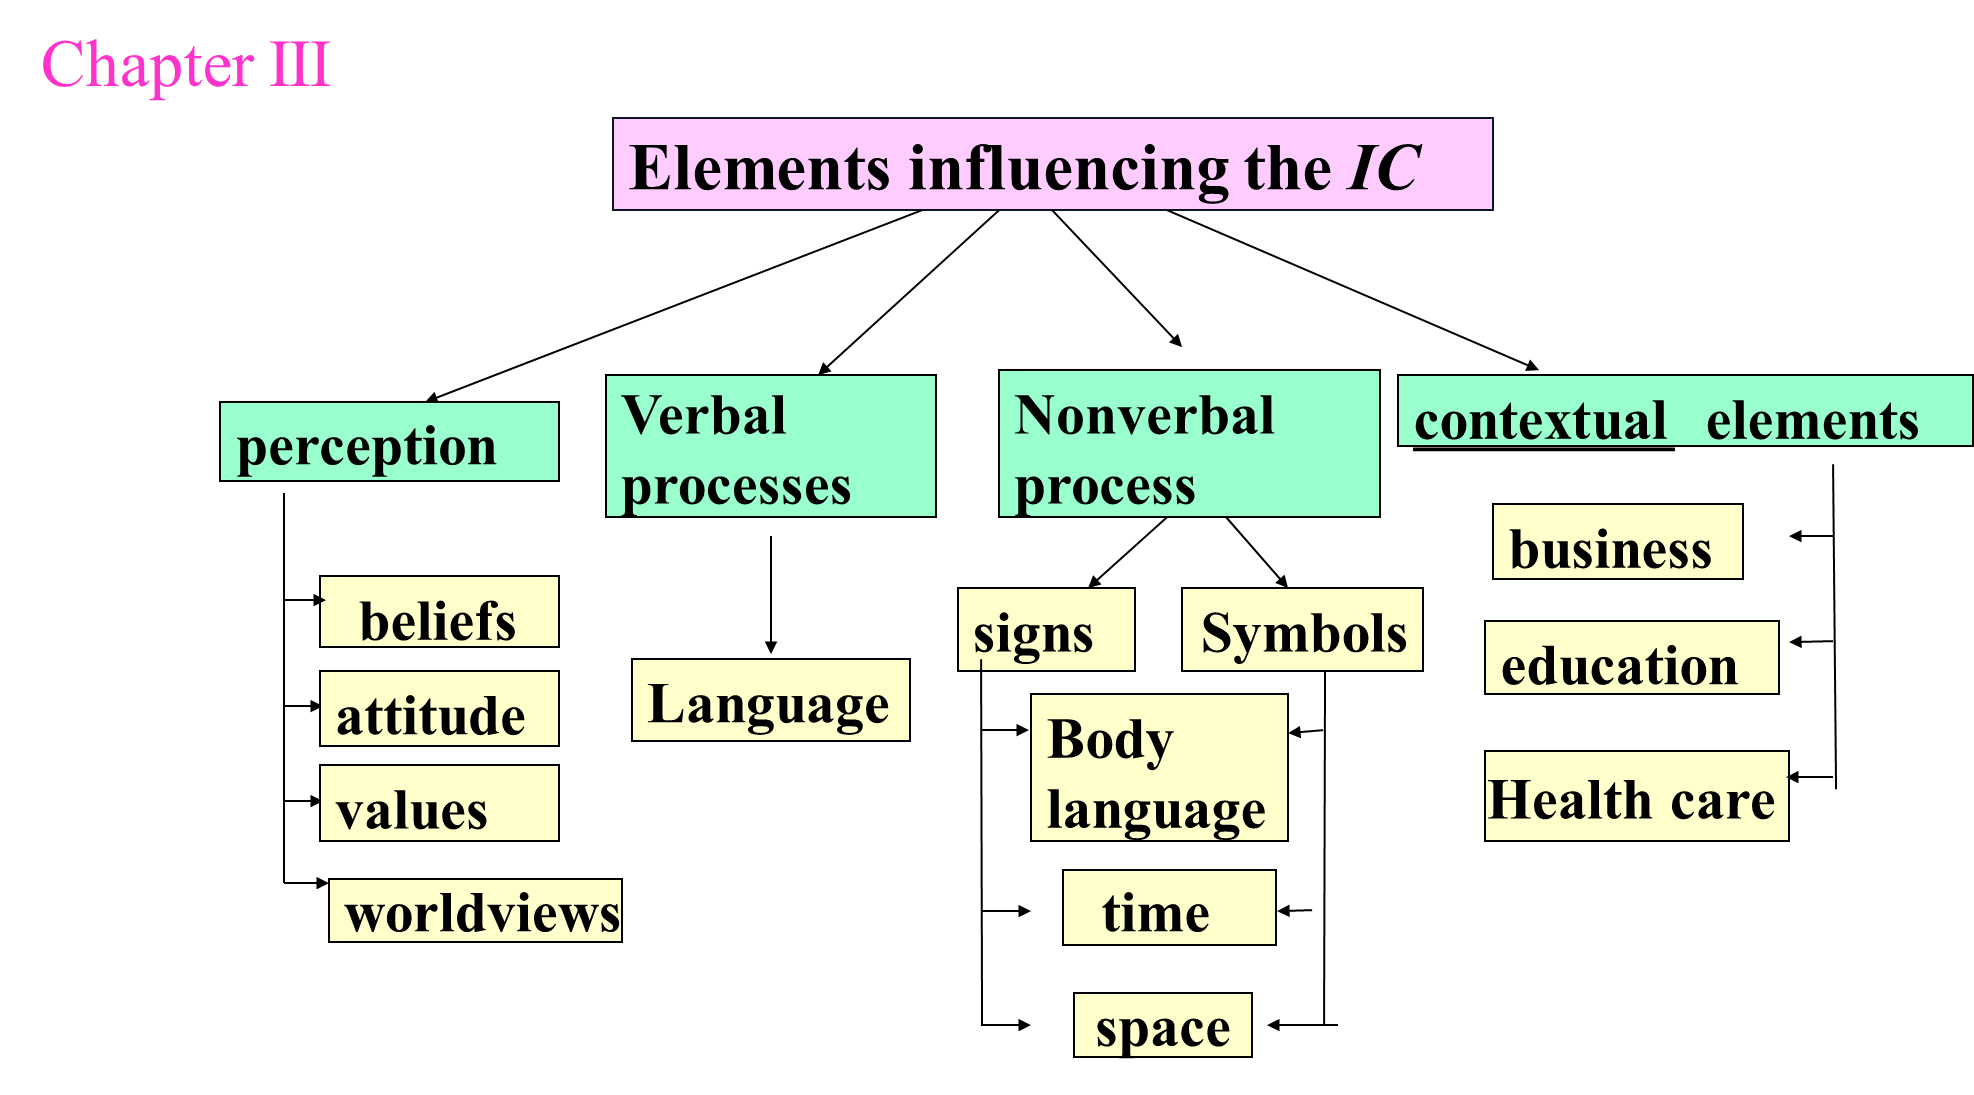 Chapter III
Elements influencing the IC
perception
Verbal
processes
Nonverbal
process
contextual elements
beliefs
attitude
values
worldviews
Language
signs
Symbols
Body
language
time
space
business
education
Health care